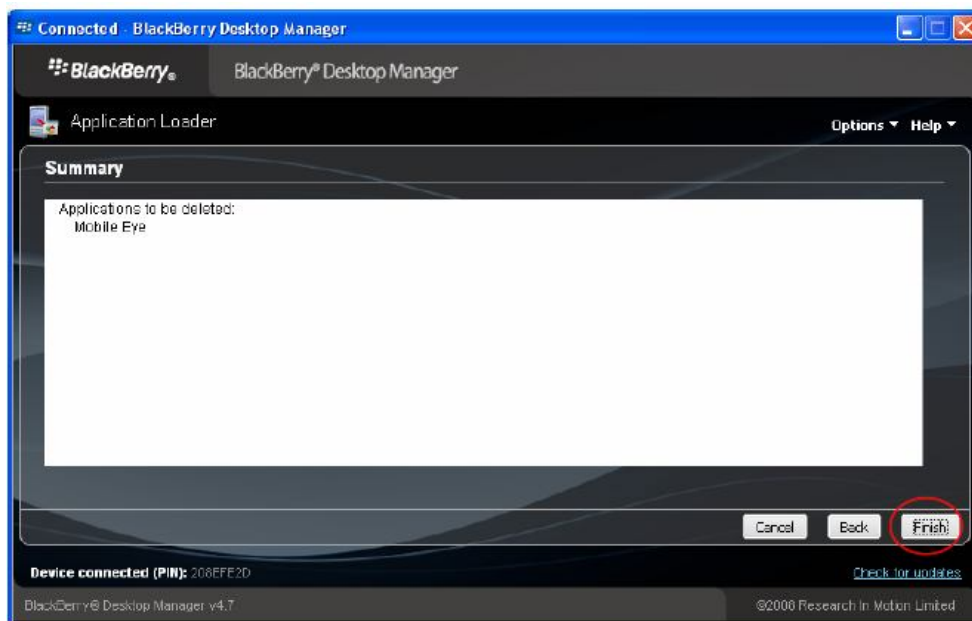 Connected - BlackBerry Desktop Manager
BlackBerry® BlackBerry® Desktop Manager
Application Loader Options Help
Summary
Applications to be deleted:
Mobile Eye
Cancel Back Finish
Device connected (PIN): 208EFE2D Check for updates
BlackBerry® Desktop Manager v4.7 ©2008 Research In Motion Limited